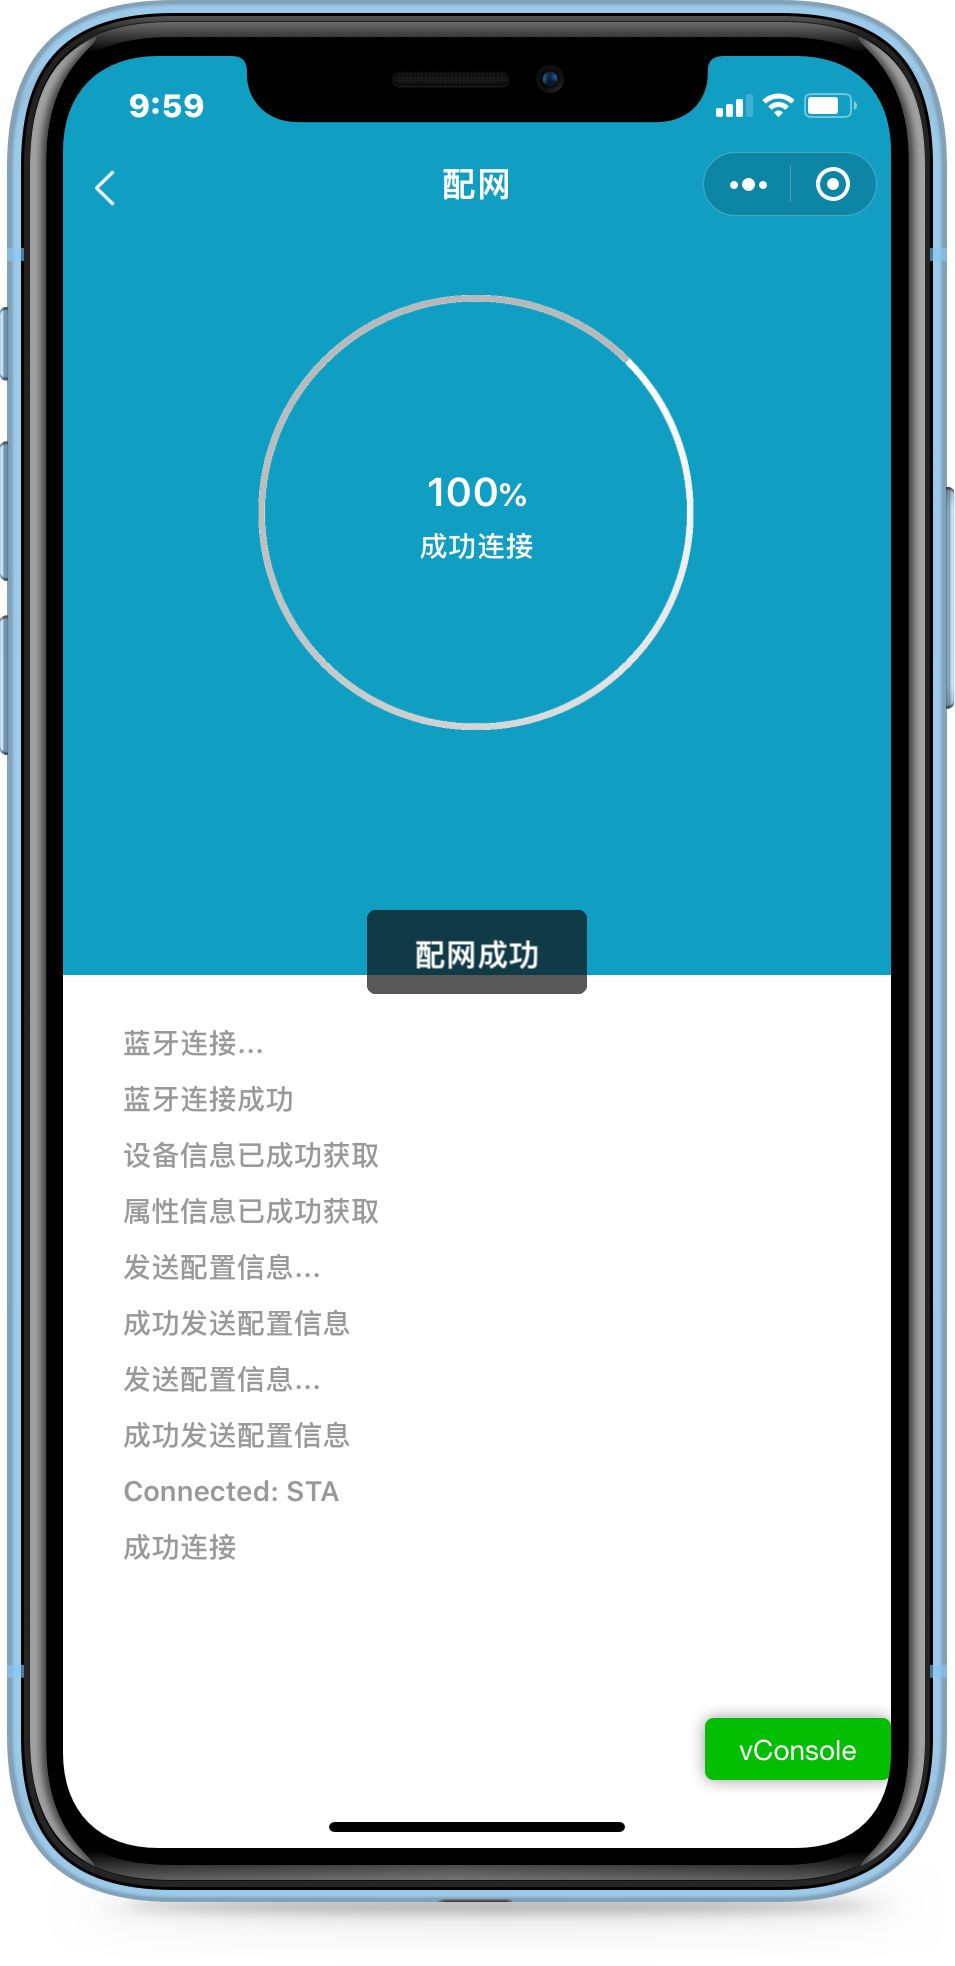 9:59
配网
100%
成功连接
配网成功
蓝牙连接...
蓝牙连接成功
设备信息已成功获取
属性信息已成功获取
发送配置信息...
成功发送配置信息
发送配置信息...
成功发送配置信息
Connected: STA
成功连接
vConsole